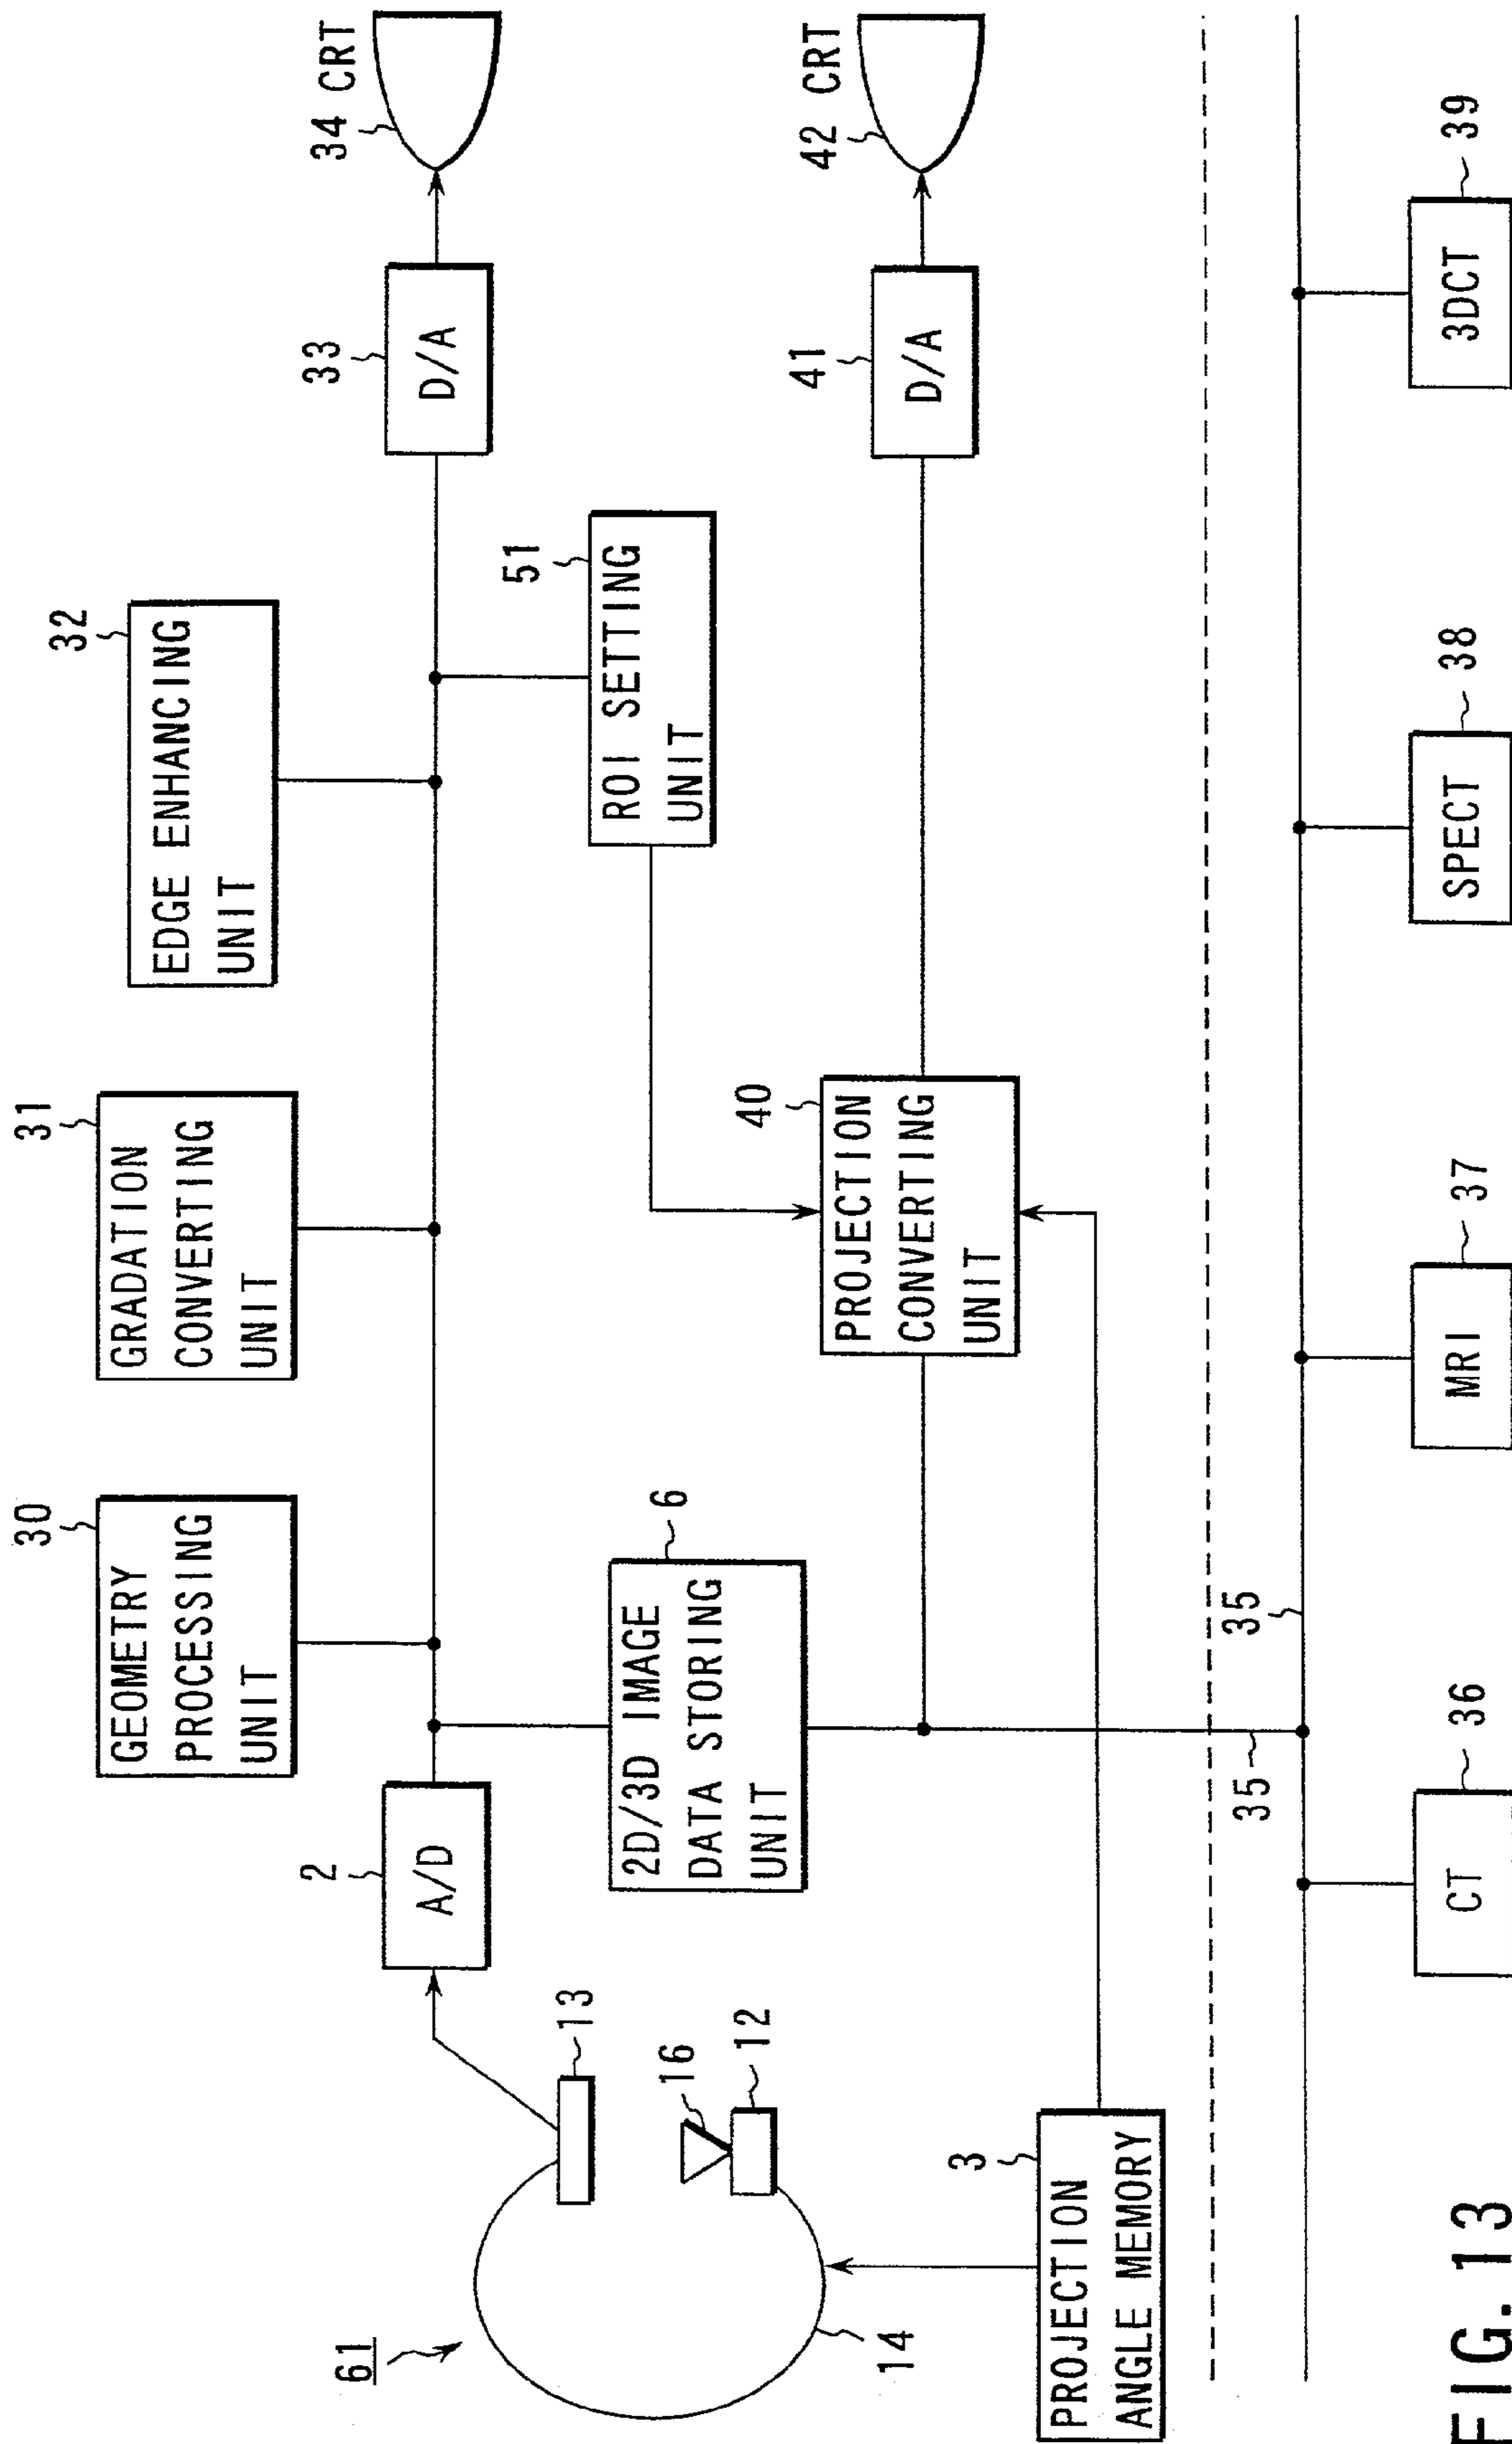 61
14
13
16
12
2
A/D
30
GEOMETRY
PROCESSING
UNIT
31
GRADATION
CONVERTING
UNIT
32
EDGE ENHANCING
UNIT
33
D/A
34 CRT
51
ROI SETTING
UNIT
6
2D/3D IMAGE
DATA STORING
UNIT
40
PROJECTION
CONVERTING
UNIT
41
D/A
42 CRT
3
PROJECTION
ANGLE MEMORY
35
35
36
CT
37
MRI
38
SPECT
39
3DCT
FIG. 13